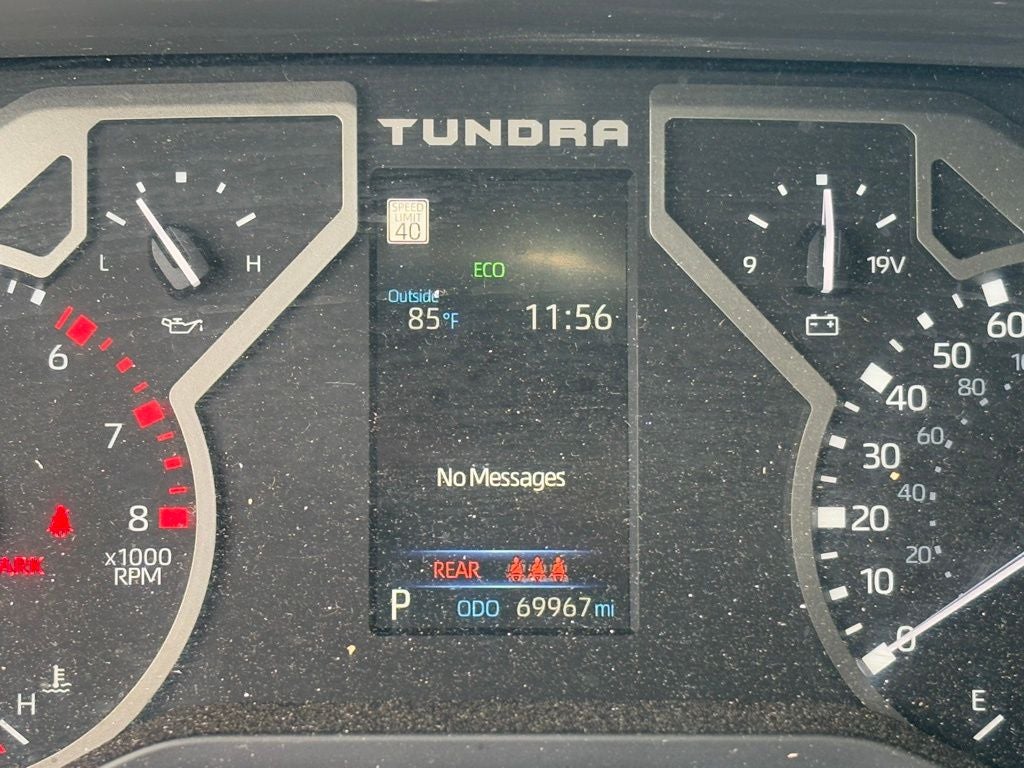 TUNDRA
SPEED
LIMIT
40
ECO
Outside
85°F
11:56
No Messages
REAR
P
ODO 69967 mi
L
H
6
7
8
x1000
RPM
H
9
19V
60
50
40
30
20
10
0
80
60
40
20
E